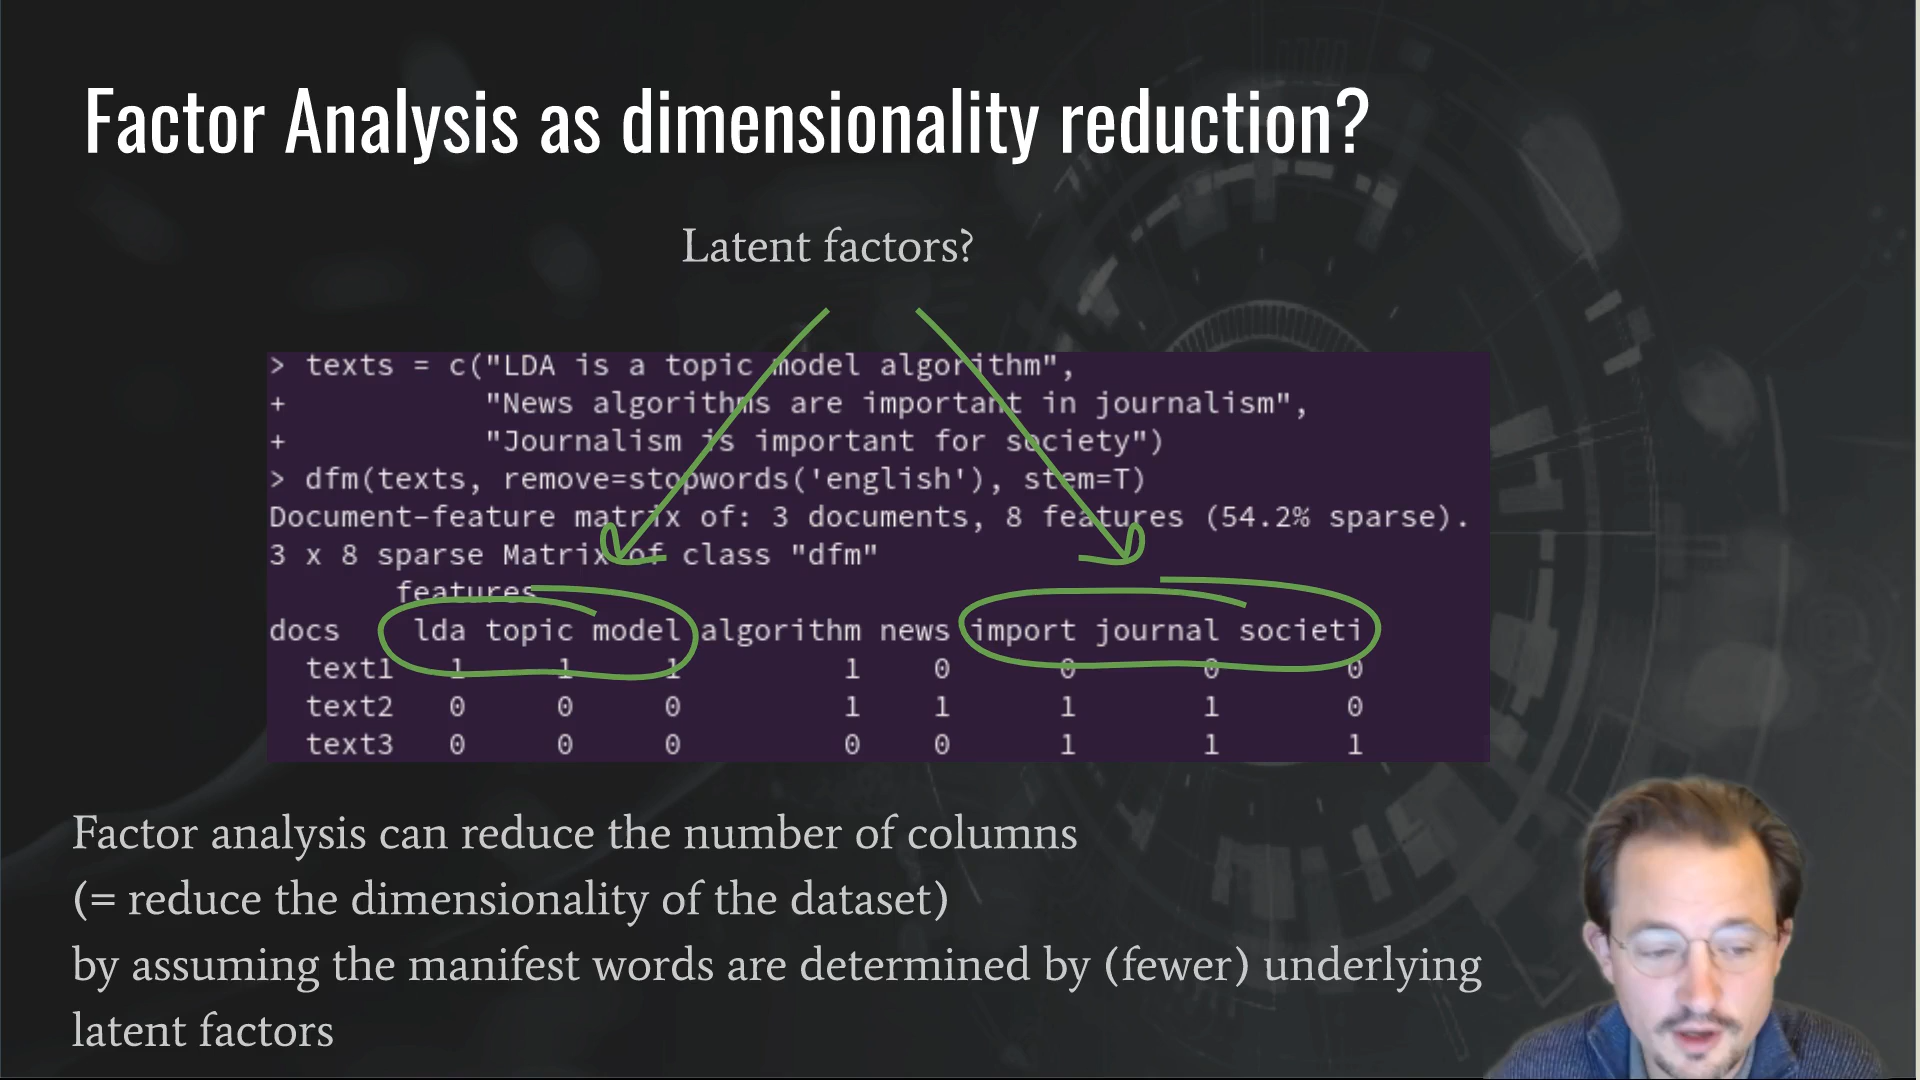 Factor Analysis as dimensionality reduction?
Latent factors?
> texts = c("LDA is a topic model algorithm",
+           "News algorithms are important in journalism",
+           "Journalism is important for society")
> dfm(texts, remove=stopwords('english'), stem=T)
Document-feature matrix of: 3 documents, 8 features (54.2% sparse).
3 x 8 sparse Matrix of class "dfm"
       features
docs    lda topic model algorithm news import journal societi
  text1   1     1     1         1    0      0       0       0
  text2   0     0     0         1    1      1       1       0
  text3   0     0     0         0    0      1       1       1
Factor analysis can reduce the number of columns
(= reduce the dimensionality of the dataset)
by assuming the manifest words are determined by (fewer) underlying
latent factors